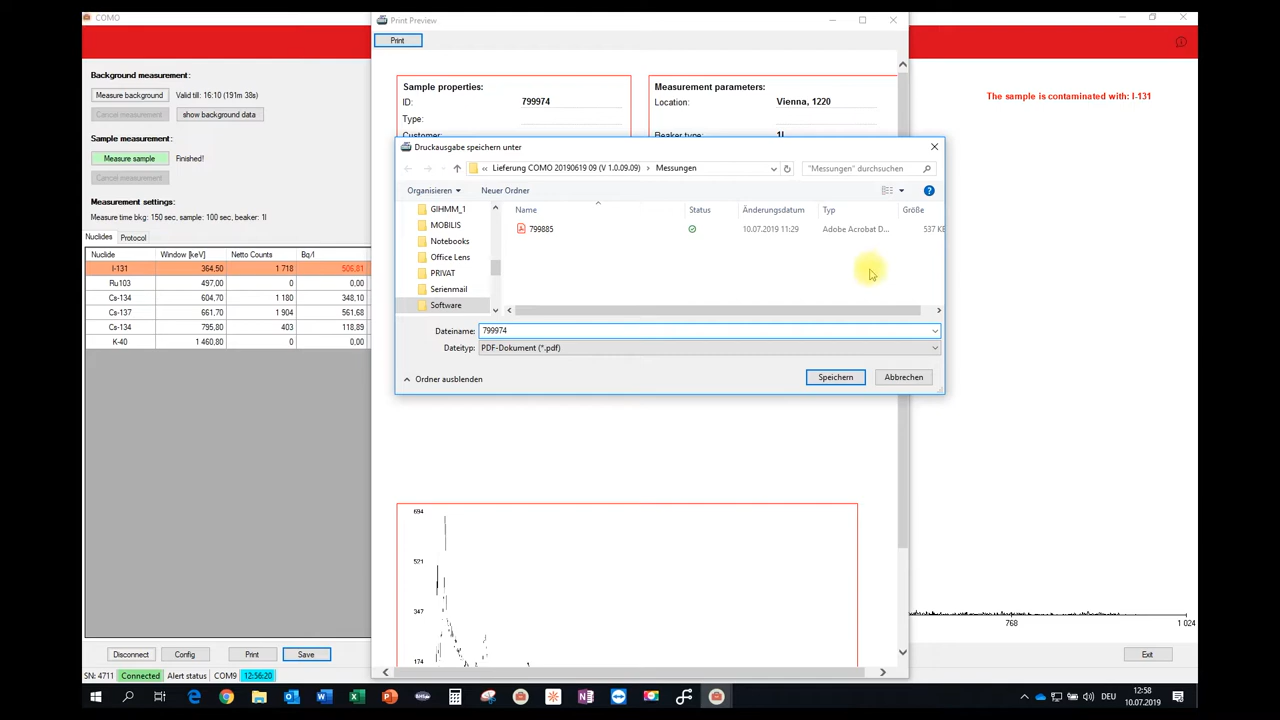 COMO
Background measurement:
Measure background Valid till: 16:10 (191m 38s)
Cancel measurement show background data
Sample measurement:
Measure sample Finished!
Cancel measurement
Measurement settings:
Measure time bkg: 150 sec, sample: 100 sec, beaker: 1l
Nuclides Protocol
Nuclide Window [keV] Netto Counts Bq/l
I-131 364,50 1 718 506,81
Ru103 497,00 0 0,00
Cs-134 604,70 1 180 348,10
Cs-137 661,70 1 904 561,68
Cs-134 795,80 403 118,89
K-40 1 460,80 0 0,00
Disconnect Config Print Save
SN: 4711 Connected Alert status COM9 12:56:20
Print Preview
Print
Sample properties:
ID: 799974
Type:
Customer:
Measurement parameters:
Location: Vienna, 1220
Beaker type: 1l
Druckausgabe speichern unter
« Lieferung COMO 20190619 09 (V 1.0.09.09) > Messungen
"Messungen" durchsuchen
Organisieren Neuer Ordner
GIHMM_1
MOBILIS
Notebooks
Office Lens
PRIVAT
Serienmail
Software
Name Status Änderungsdatum Typ Größe
799885 10.07.2019 11:29 Adobe Acrobat D... 537 KE
Dateiname: 799974
Dateityp: PDF-Dokument (*.pdf)
Ordner ausblenden
Speichern Abbrechen
694
521
347
174
The sample is contaminated with: I-131
768 1 024
Exit
DEU
12:58
10.07.2019